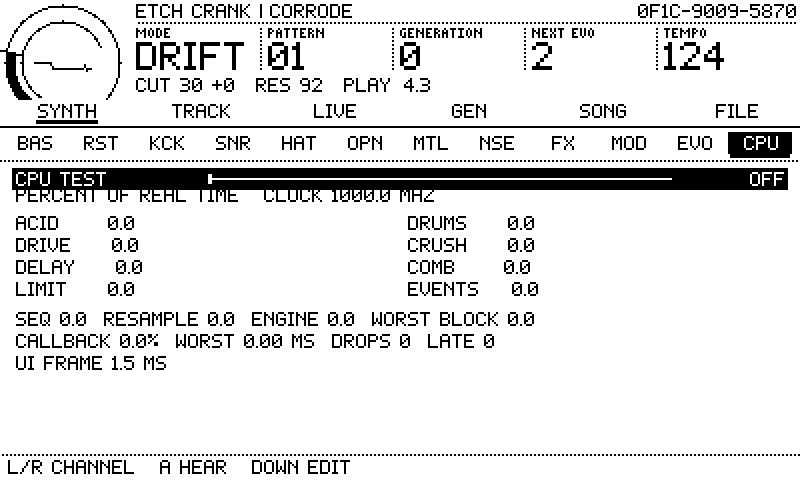 ETCH CRANK | CORRODE 0F1C-9009-5870
MODE PATTERN GENERATION NEXT EVO TEMPO
DRIFT 01 0 2 124
CUT 30 +0 RES 92 PLAY 4.3
SYNTH TRACK LIVE GEN SONG FILE
BAS RST KCK SNR HAT OPN MTL NSE FX MOD EVO CPU
CPU TEST OFF
PERCENT OF REAL TIME CLOCK 1000.0 MHZ
ACID 0.0 DRUMS 0.0
DRIVE 0.0 CRUSH 0.0
DELAY 0.0 COMB 0.0
LIMIT 0.0 EVENTS 0.0
SEQ 0.0 RESAMPLE 0.0 ENGINE 0.0 WORST BLOCK 0.0
CALLBACK 0.0% WORST 0.00 MS DROPS 0 LATE 0
UI FRAME 1.5 MS
L/R CHANNEL A HEAR DOWN EDIT